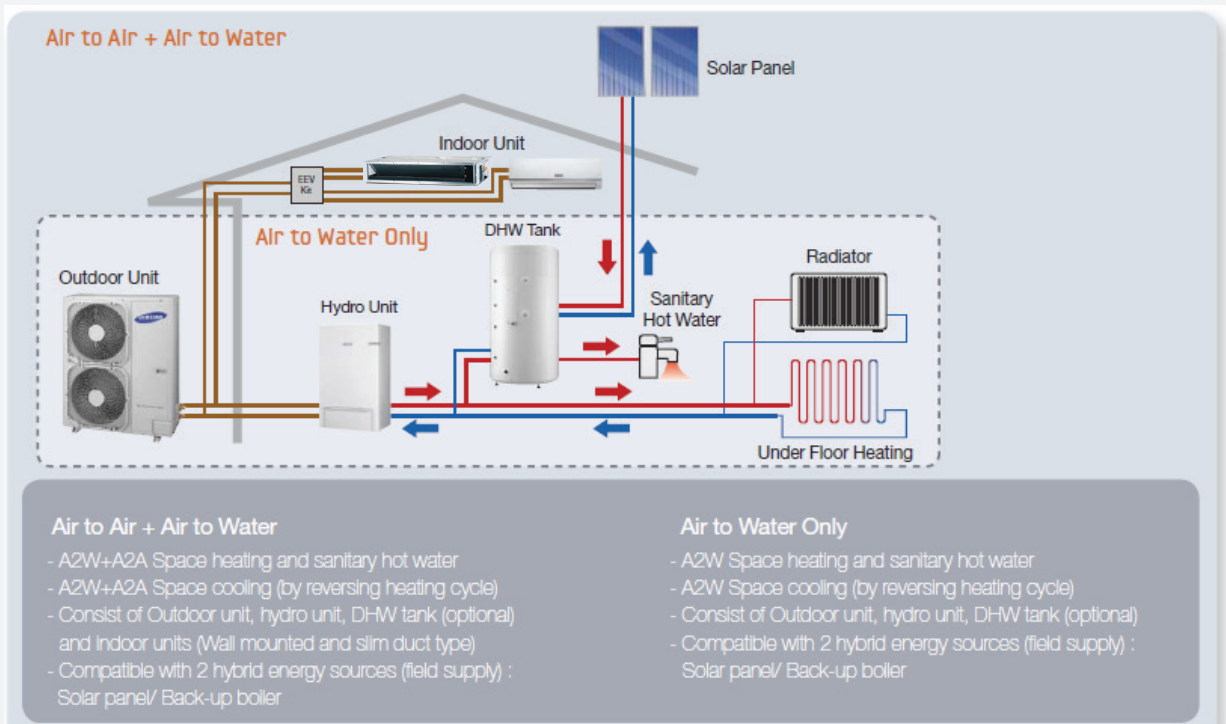 Air to Air + Air to Water
Solar Panel
Indoor Unit
EEV
Kit
Air to Water Only
DHW Tank
Outdoor Unit
SAMSUNG
Hydro Unit
Sanitary
Hot Water
Radiator
Under Floor Heating
Air to Air + Air to Water
- A2W+A2A Space heating and sanitary hot water
- A2W+A2A Space cooling (by reversing heating cycle)
- Consist of Outdoor unit, hydro unit, DHW tank (optional)
and indoor units (Wall mounted and slim duct type)
- Compatible with 2 hybrid energy sources (field supply) :
Solar panel/ Back-up boiler
Air to Water Only
- A2W Space heating and sanitary hot water
- A2W Space cooling (by reversing heating cycle)
- Consist of Outdoor unit, hydro unit, DHW tank (optional)
- Compatible with 2 hybrid energy sources (field supply) :
Solar panel/ Back-up boiler